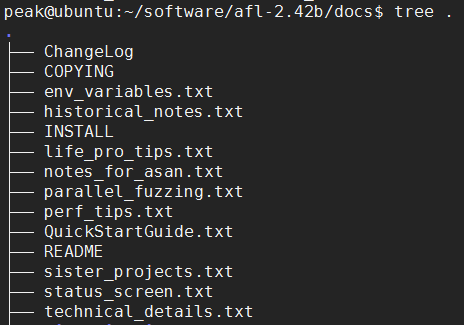 peak@ubuntu:~/software/afl-2.42b/docs$ tree .
.
├── ChangeLog
├── COPYING
├── env_variables.txt
├── historical_notes.txt
├── INSTALL
├── life_pro_tips.txt
├── notes_for_asan.txt
├── parallel_fuzzing.txt
├── perf_tips.txt
├── QuickStartGuide.txt
├── README
├── sister_projects.txt
├── status_screen.txt
├── technical_details.txt